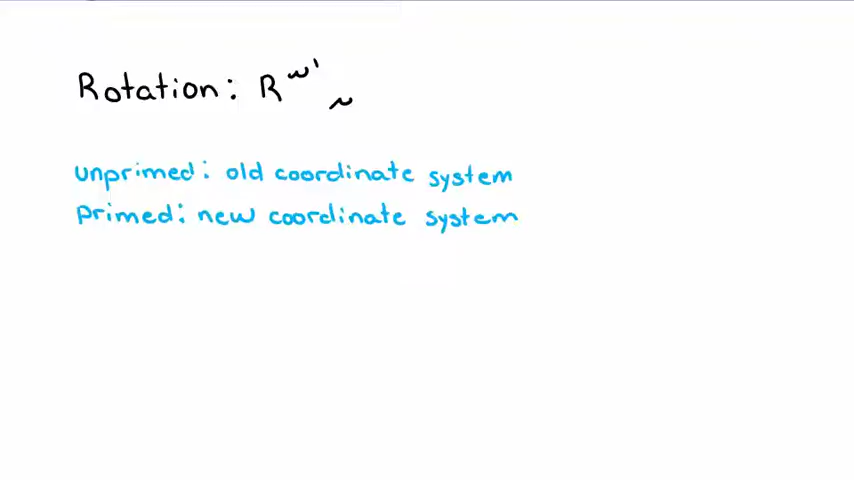 Rotation: R^w'_~
unprimed: old coordinate system
primed: new coordinate system